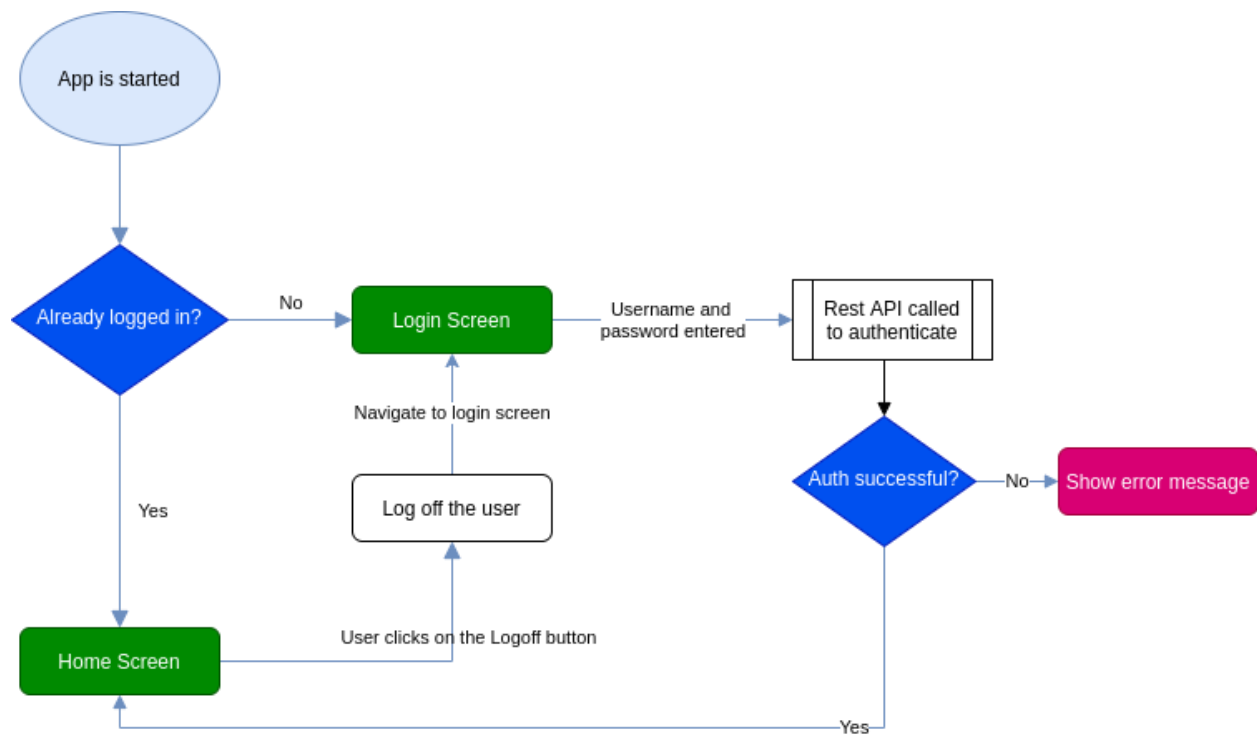 App is started
Already logged in?
No
Login Screen
Username and
password entered
Rest API called
to authenticate
Navigate to login screen
Auth successful?
No
Show error message
Log off the user
Yes
User clicks on the Logoff button
Home Screen
Yes